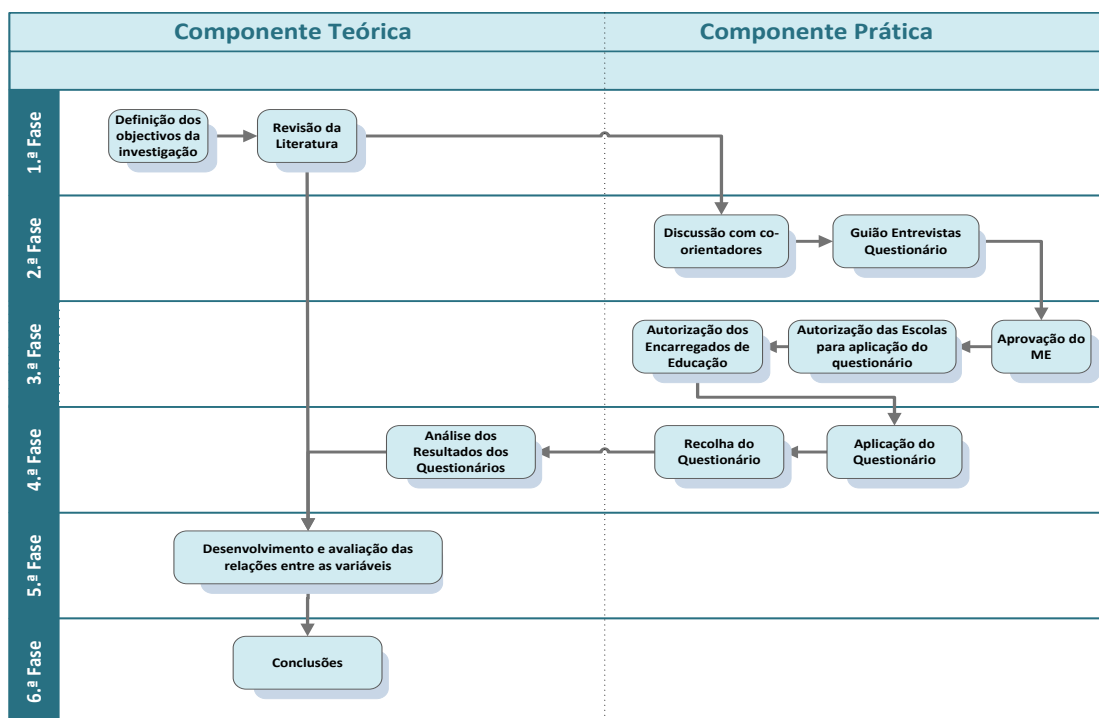 Componente Teórica
Componente Prática
1.ª Fase
Definição dos
objectivos da
investigação
Revisão da
Literatura
2.ª Fase
Discussão com co-
orientadores
Guião Entrevistas
Questionário
3.ª Fase
Autorização dos
Encarregados de
Educação
Autorização das Escolas
para aplicação do
questionário
Aprovação do
ME
4.ª Fase
Análise dos
Resultados dos
Questionários
Recolha do
Questionário
Aplicação do
Questionário
5.ª Fase
Desenvolvimento e avaliação das
relações entre as variáveis
6.ª Fase
Conclusões